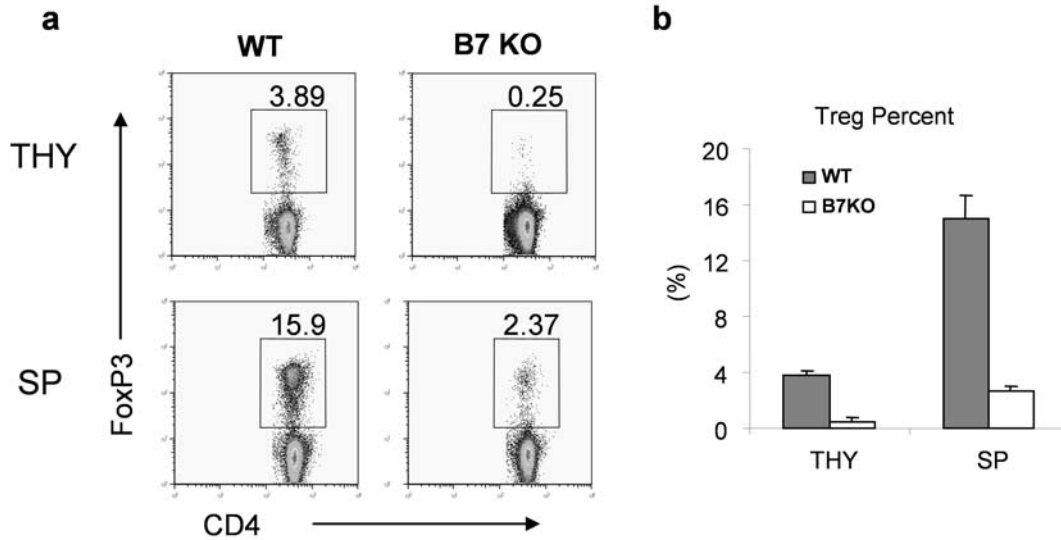 a
WT
B7 KO
THY
3.89
0.25
SP
15.9
2.37
FoxP3
CD4
b
Treg Percent
WT
B7KO
20
16
12
8
4
0
(%)
THY
SP